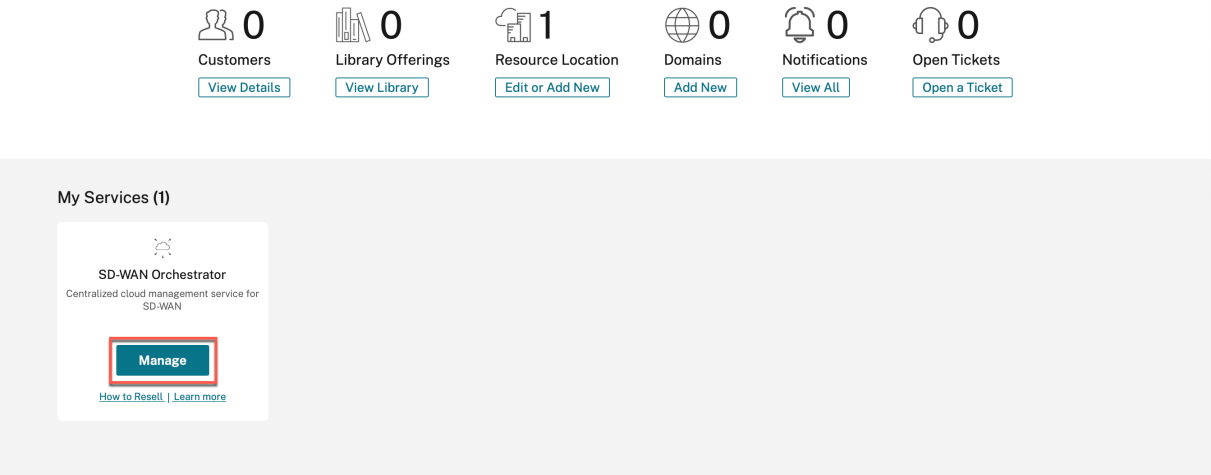 0 0 1 0 0 0
Customers Library Offerings Resource Location Domains Notifications Open Tickets
View Details View Library Edit or Add New Add New View All Open a Ticket
My Services (1)
SD-WAN Orchestrator
Centralized cloud management service for
SD-WAN
Manage
How to Resell | Learn more